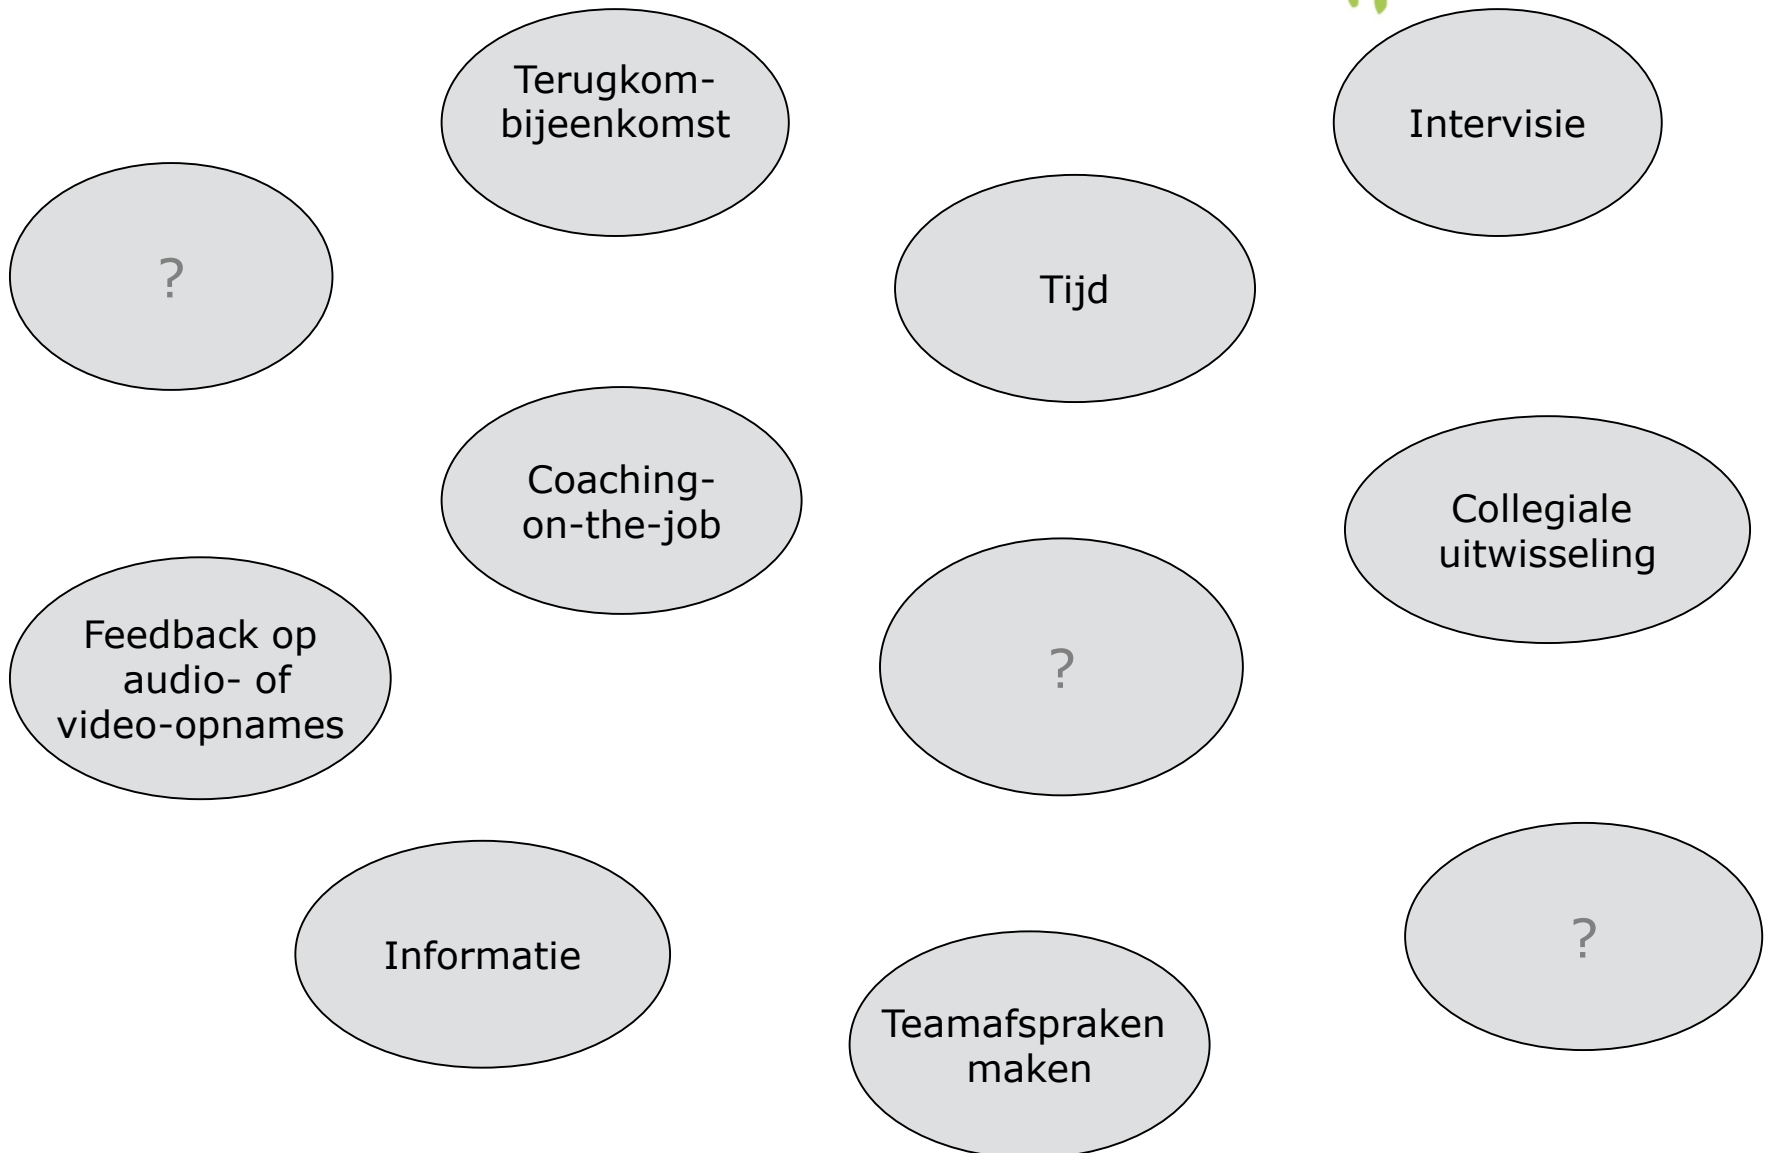 Terugkom-
bijeenkomst
Intervisie
?
Tijd
Coaching-
on-the-job
Collegiale
uitwisseling
Feedback op
audio- of
video-opnames
?
Informatie
?
Teamafspraken
maken